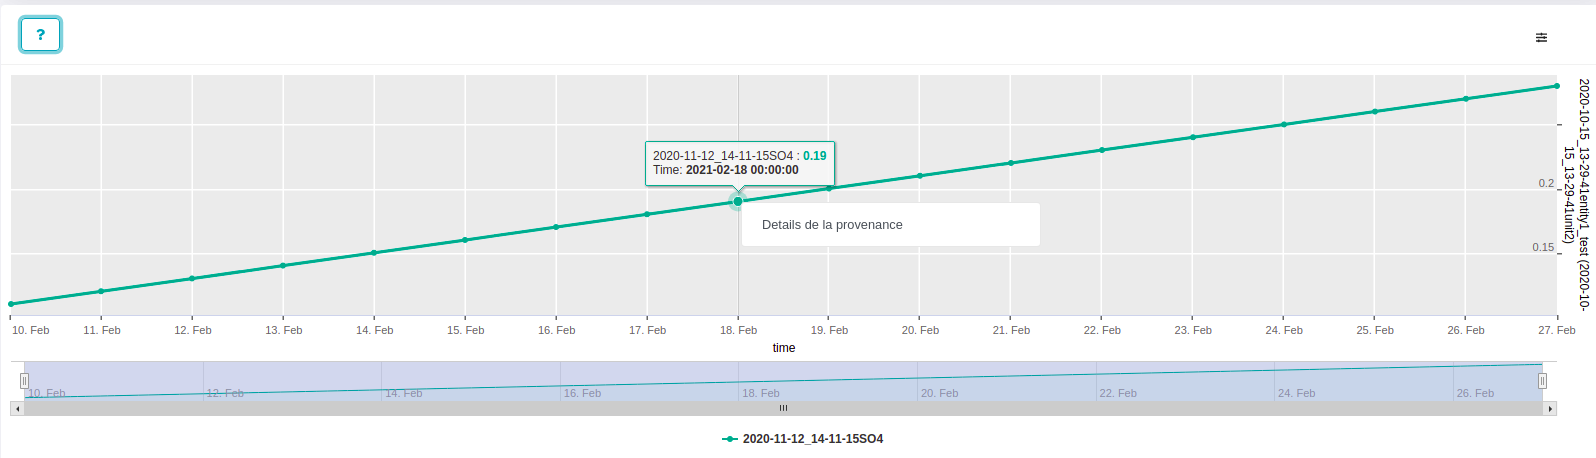 ?
2020-11-12_14-11-15SO4 : 0.19
Time: 2021-02-18 00:00:00
Details de la provenance
0.2
0.15
2020-10-15_13-29-41entity1_test (2020-10-
15_13-29-41unit2)
10. Feb 11. Feb 12. Feb 13. Feb 14. Feb 15. Feb 16. Feb 17. Feb 18. Feb 19. Feb 20. Feb 21. Feb 22. Feb 23. Feb 24. Feb 25. Feb 26. Feb 27. Feb
time
10. Feb 12. Feb 14. Feb 16. Feb 18. Feb 20. Feb 22. Feb 24. Feb 26. Feb
2020-11-12_14-11-15SO4